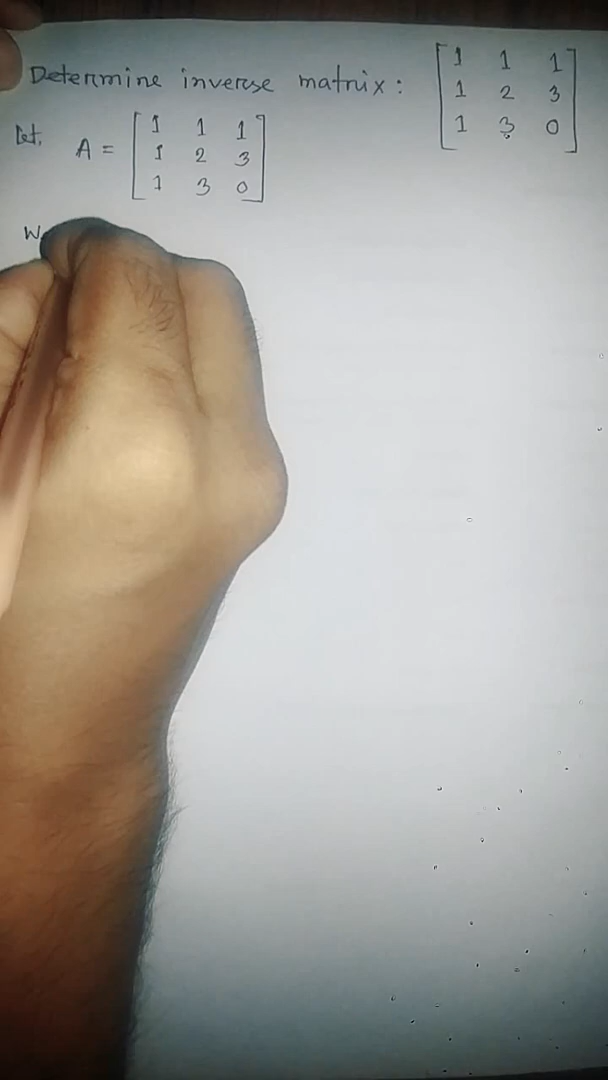 Determine inverse matrix: [1 1 1
1 2 3
1 3 0]
Let, A = [1 1 1
1 2 3
1 3 0]